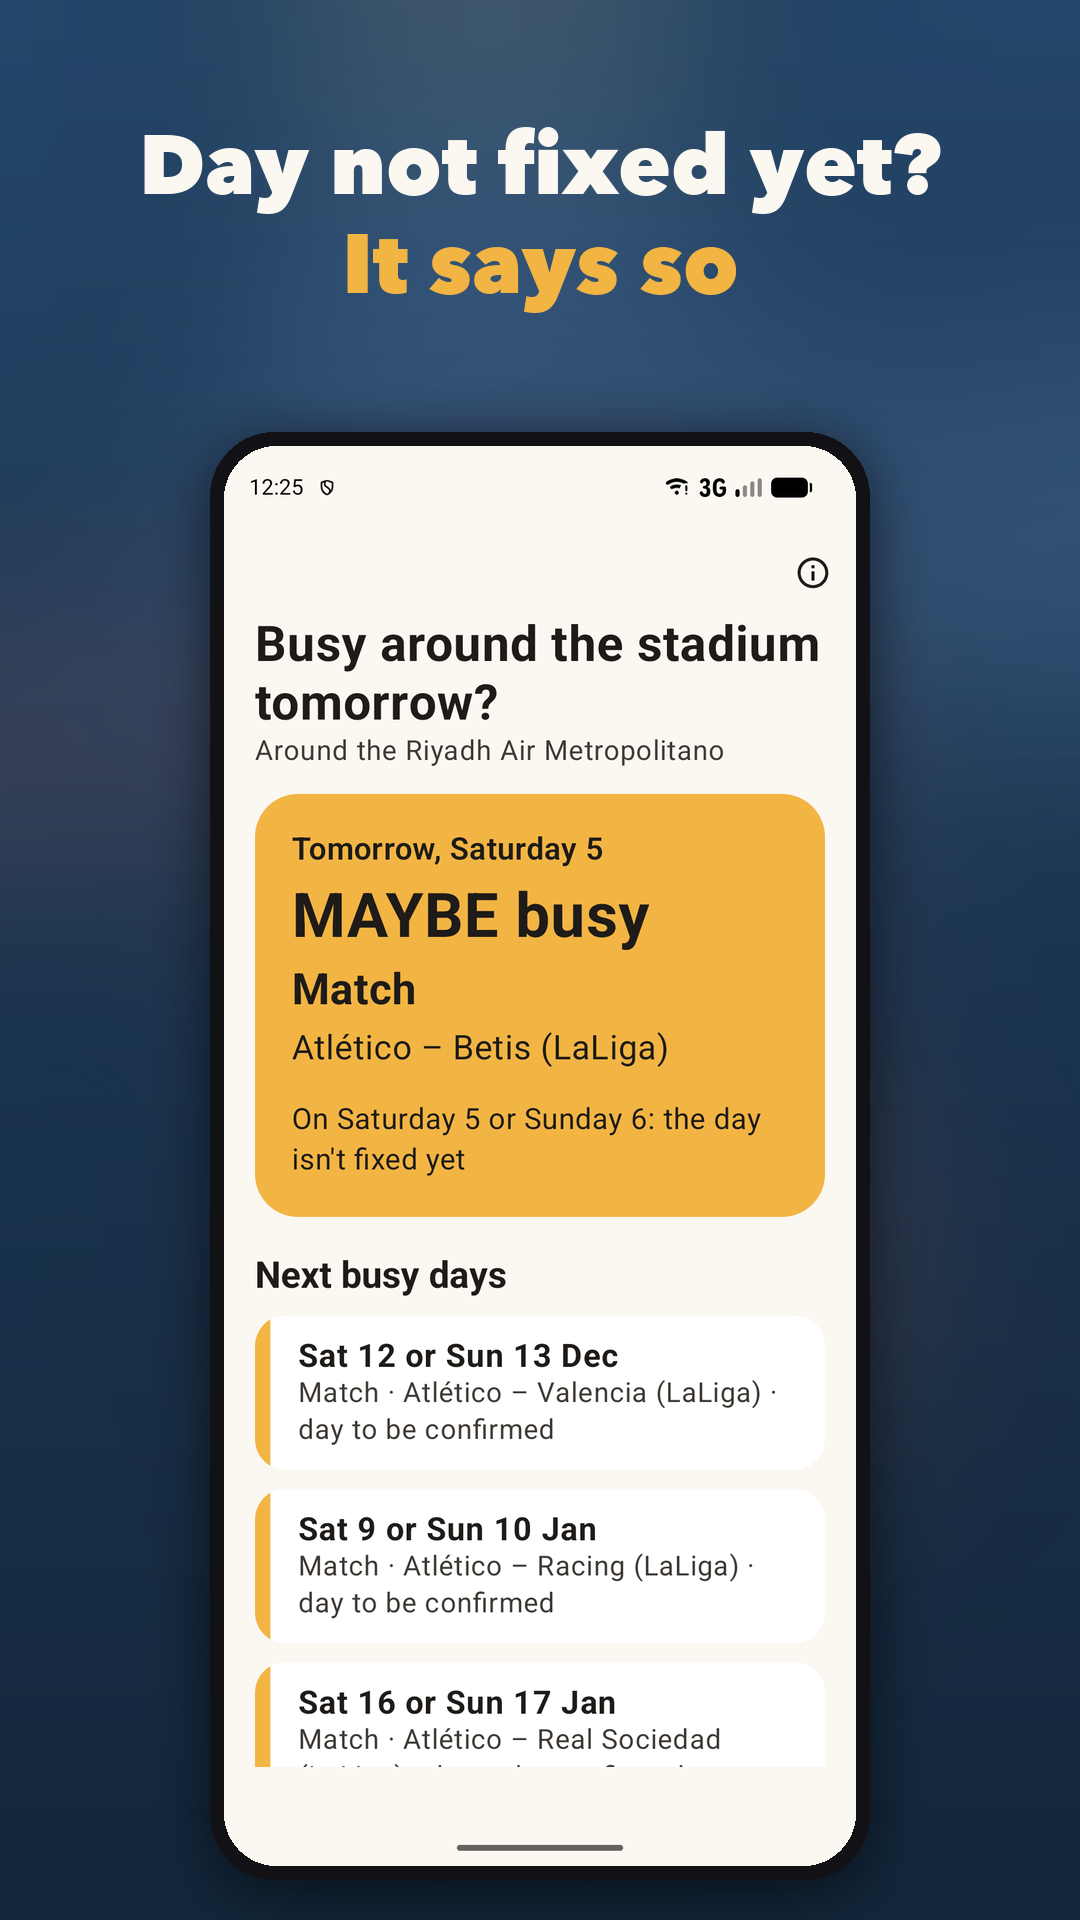 Day not fixed yet?
It says so
12:25
3G
Busy around the stadium
tomorrow?
Around the Riyadh Air Metropolitano
Tomorrow, Saturday 5
MAYBE busy
Match
Atlético – Betis (LaLiga)
On Saturday 5 or Sunday 6: the day
isn't fixed yet
Next busy days
Sat 12 or Sun 13 Dec
Match · Atlético – Valencia (LaLiga) ·
day to be confirmed
Sat 9 or Sun 10 Jan
Match · Atlético – Racing (LaLiga) ·
day to be confirmed
Sat 16 or Sun 17 Jan
Match · Atlético – Real Sociedad